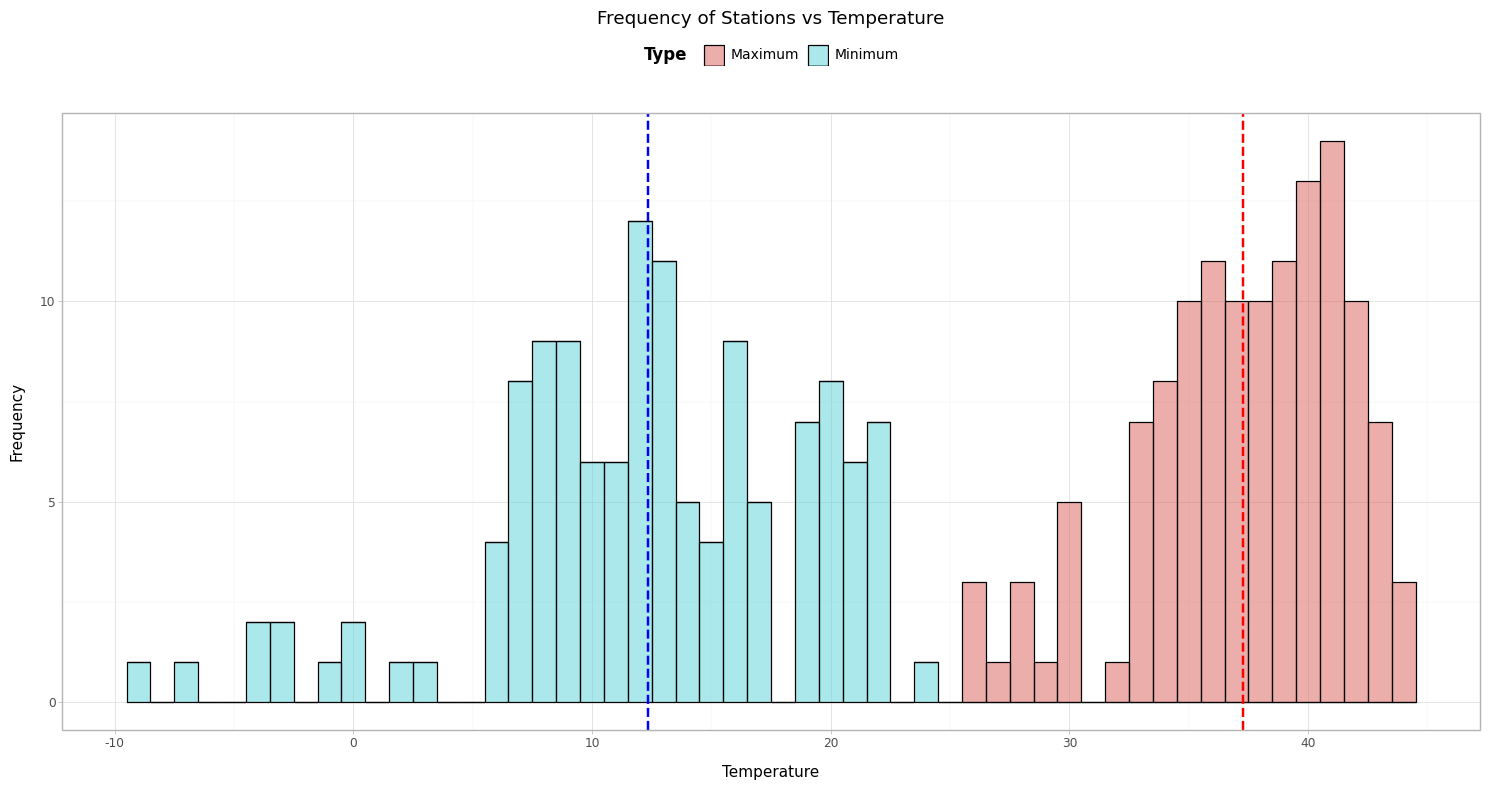 Frequency of Stations vs Temperature
Type Maximum Minimum
10
5
0
Frequency
-10 0 10 20 30 40
Temperature